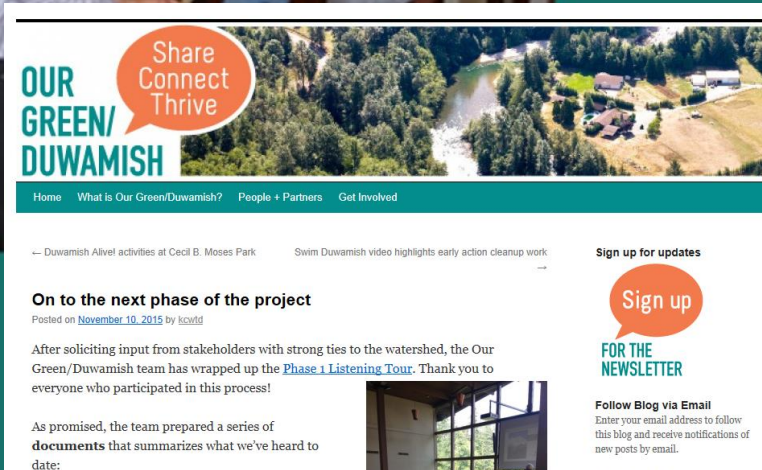 OUR
GREEN/
DUWAMISH
Share
Connect
Thrive
Home What is Our Green/Duwamish? People + Partners Get Involved
← Duwamish Alive! activities at Cecil B. Moses Park
Swim Duwamish video highlights early action cleanup work
→
On to the next phase of the project
Posted on November 10, 2015 by kcwtd
After soliciting input from stakeholders with strong ties to the watershed, the Our
Green/Duwamish team has wrapped up the Phase 1 Listening Tour. Thank you to
everyone who participated in this process!
As promised, the team prepared a series of
documents that summarizes what we've heard to
date:
Sign up for updates
Sign up
FOR THE
NEWSLETTER
Follow Blog via Email
Enter your email address to follow
this blog and receive notifications of
new posts by email.